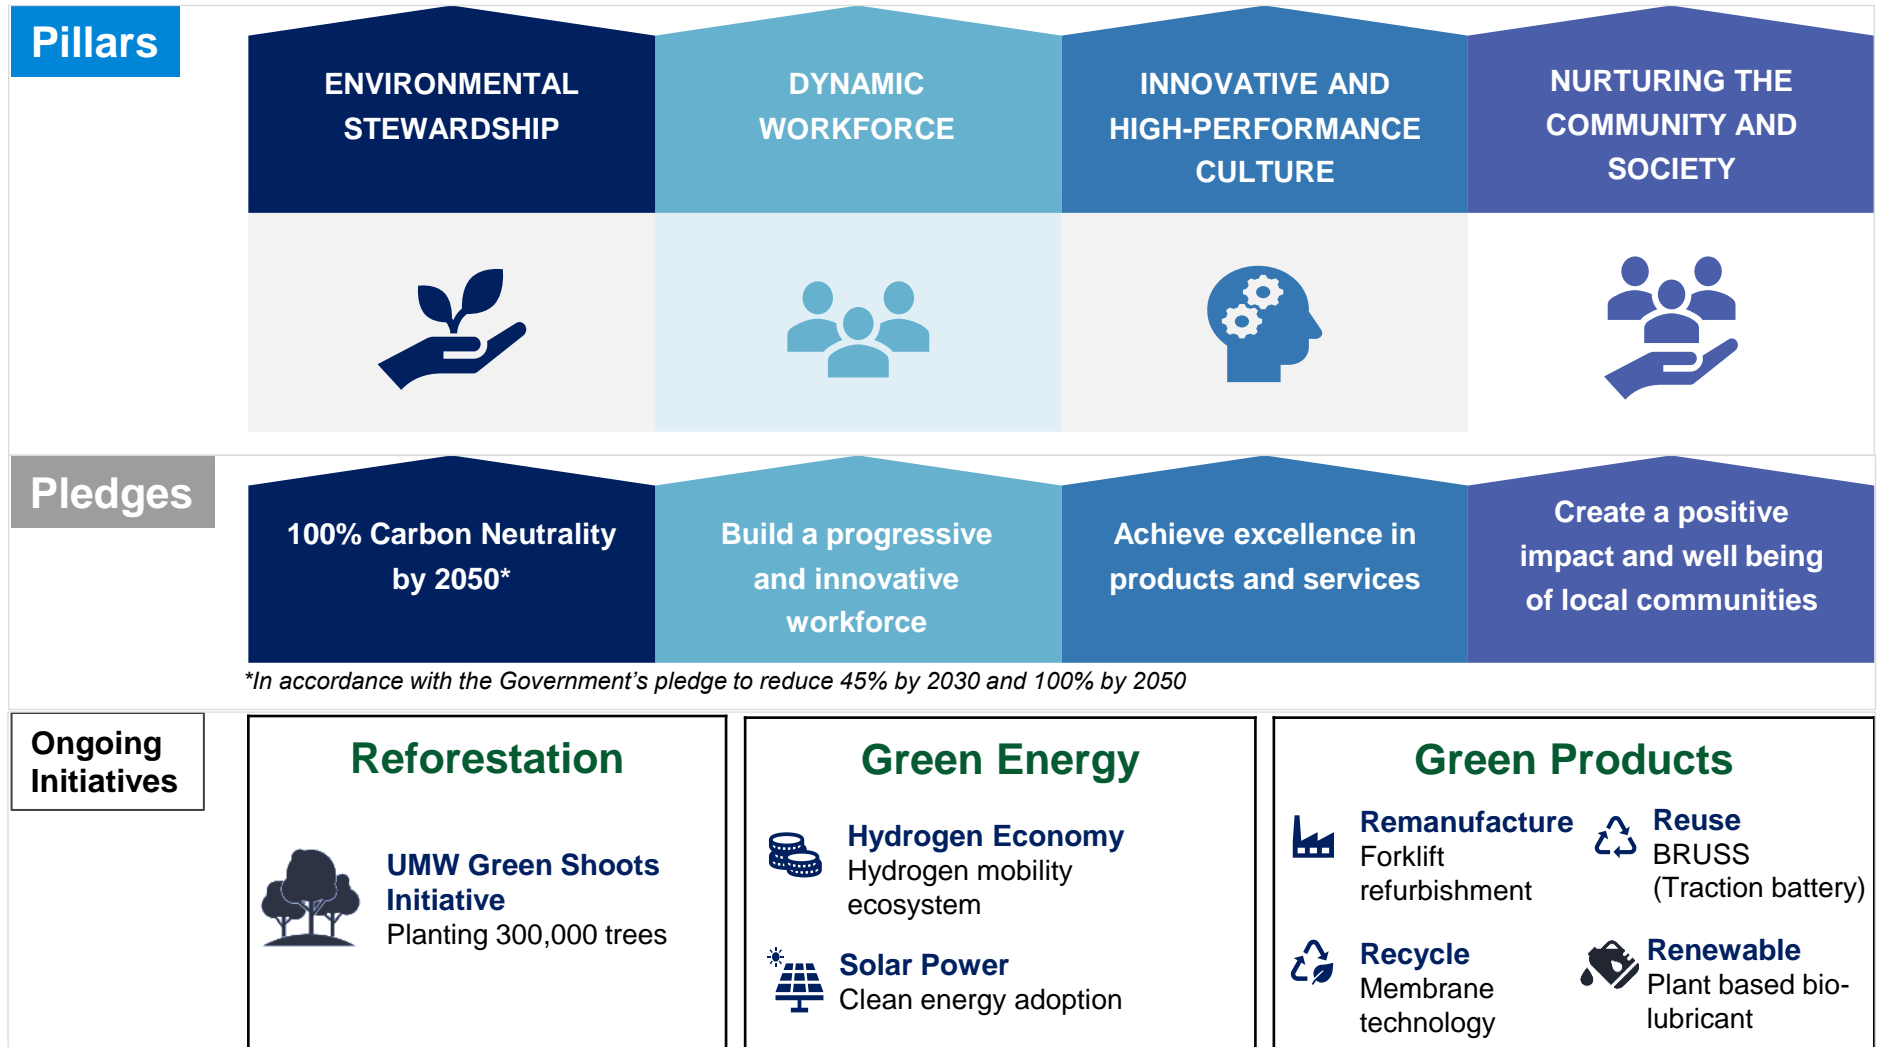 Pillars
ENVIRONMENTAL
STEWARDSHIP
DYNAMIC
WORKFORCE
INNOVATIVE AND
HIGH-PERFORMANCE
CULTURE
NURTURING THE
COMMUNITY AND
SOCIETY
Pledges
100% Carbon Neutrality
by 2050*
Build a progressive
and innovative
workforce
Achieve excellence in
products and services
Create a positive
impact and well being
of local communities
*In accordance with the Government’s pledge to reduce 45% by 2030 and 100% by 2050
Ongoing
Initiatives
Reforestation
UMW Green Shoots
Initiative
Planting 300,000 trees
Green Energy
Hydrogen Economy
Hydrogen mobility
ecosystem
Solar Power
Clean energy adoption
Green Products
Remanufacture
Forklift
refurbishment
Reuse
BRUSS
(Traction battery)
Recycle
Membrane
technology
Renewable
Plant based bio-
lubricant